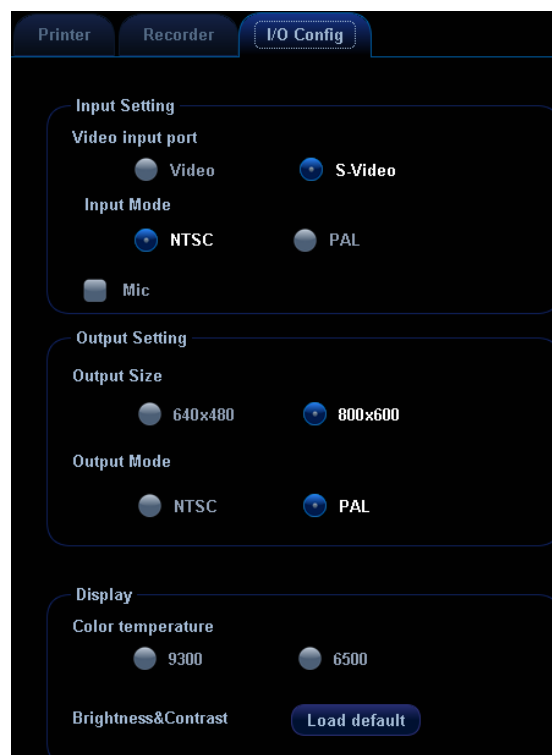 Printer Recorder I/O Config
Input Setting
Video input port
Video S-Video
Input Mode
NTSC PAL
Mic
Output Setting
Output Size
640x480 800x600
Output Mode
NTSC PAL
Display
Color temperature
9300 6500
Brightness&Contrast Load default